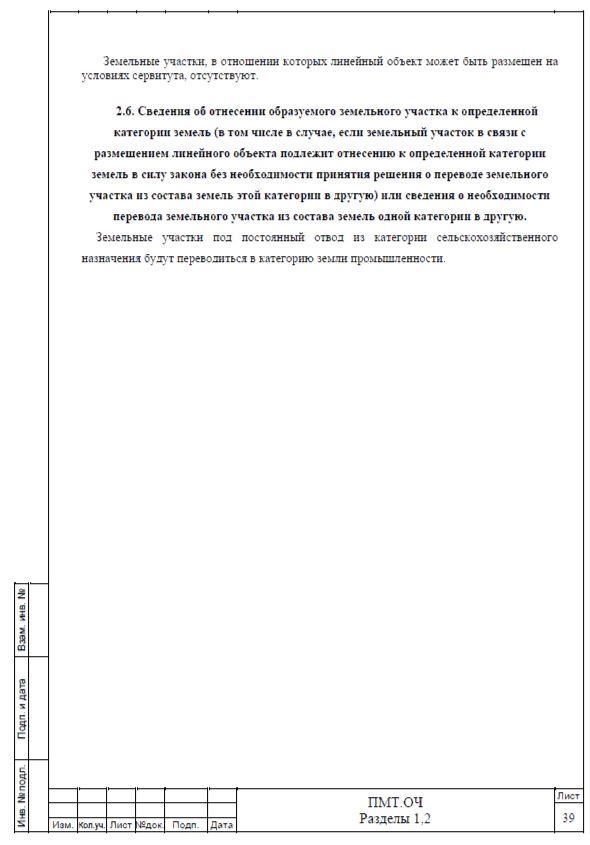 Земельные участки, в отношении которых линейный объект может быть размещен на
условиях сервитута, отсутствуют.
2.6. Сведения об отнесении образуемого земельного участка к определенной
категории земель (в том числе в случае, если земельный участок в связи с
размещением линейного объекта подлежит отнесению к определенной категории
земель в силу закона без необходимости принятия решения о переводе земельного
участка из состава земель этой категории в другую) или сведения о необходимости
перевода земельного участка из состава земель одной категории в другую.
Земельные участки под постоянный отвод из категории сельскохозяйственного
назначения будут переводиться в категорию земли промышленности.
Взам. инв. №
Подп. и дата
Инв. № подл.
Изм. Кол.уч. Лист №док. Подп. Дата
ПМТ.ОЧ
Разделы 1,2
Лист
39